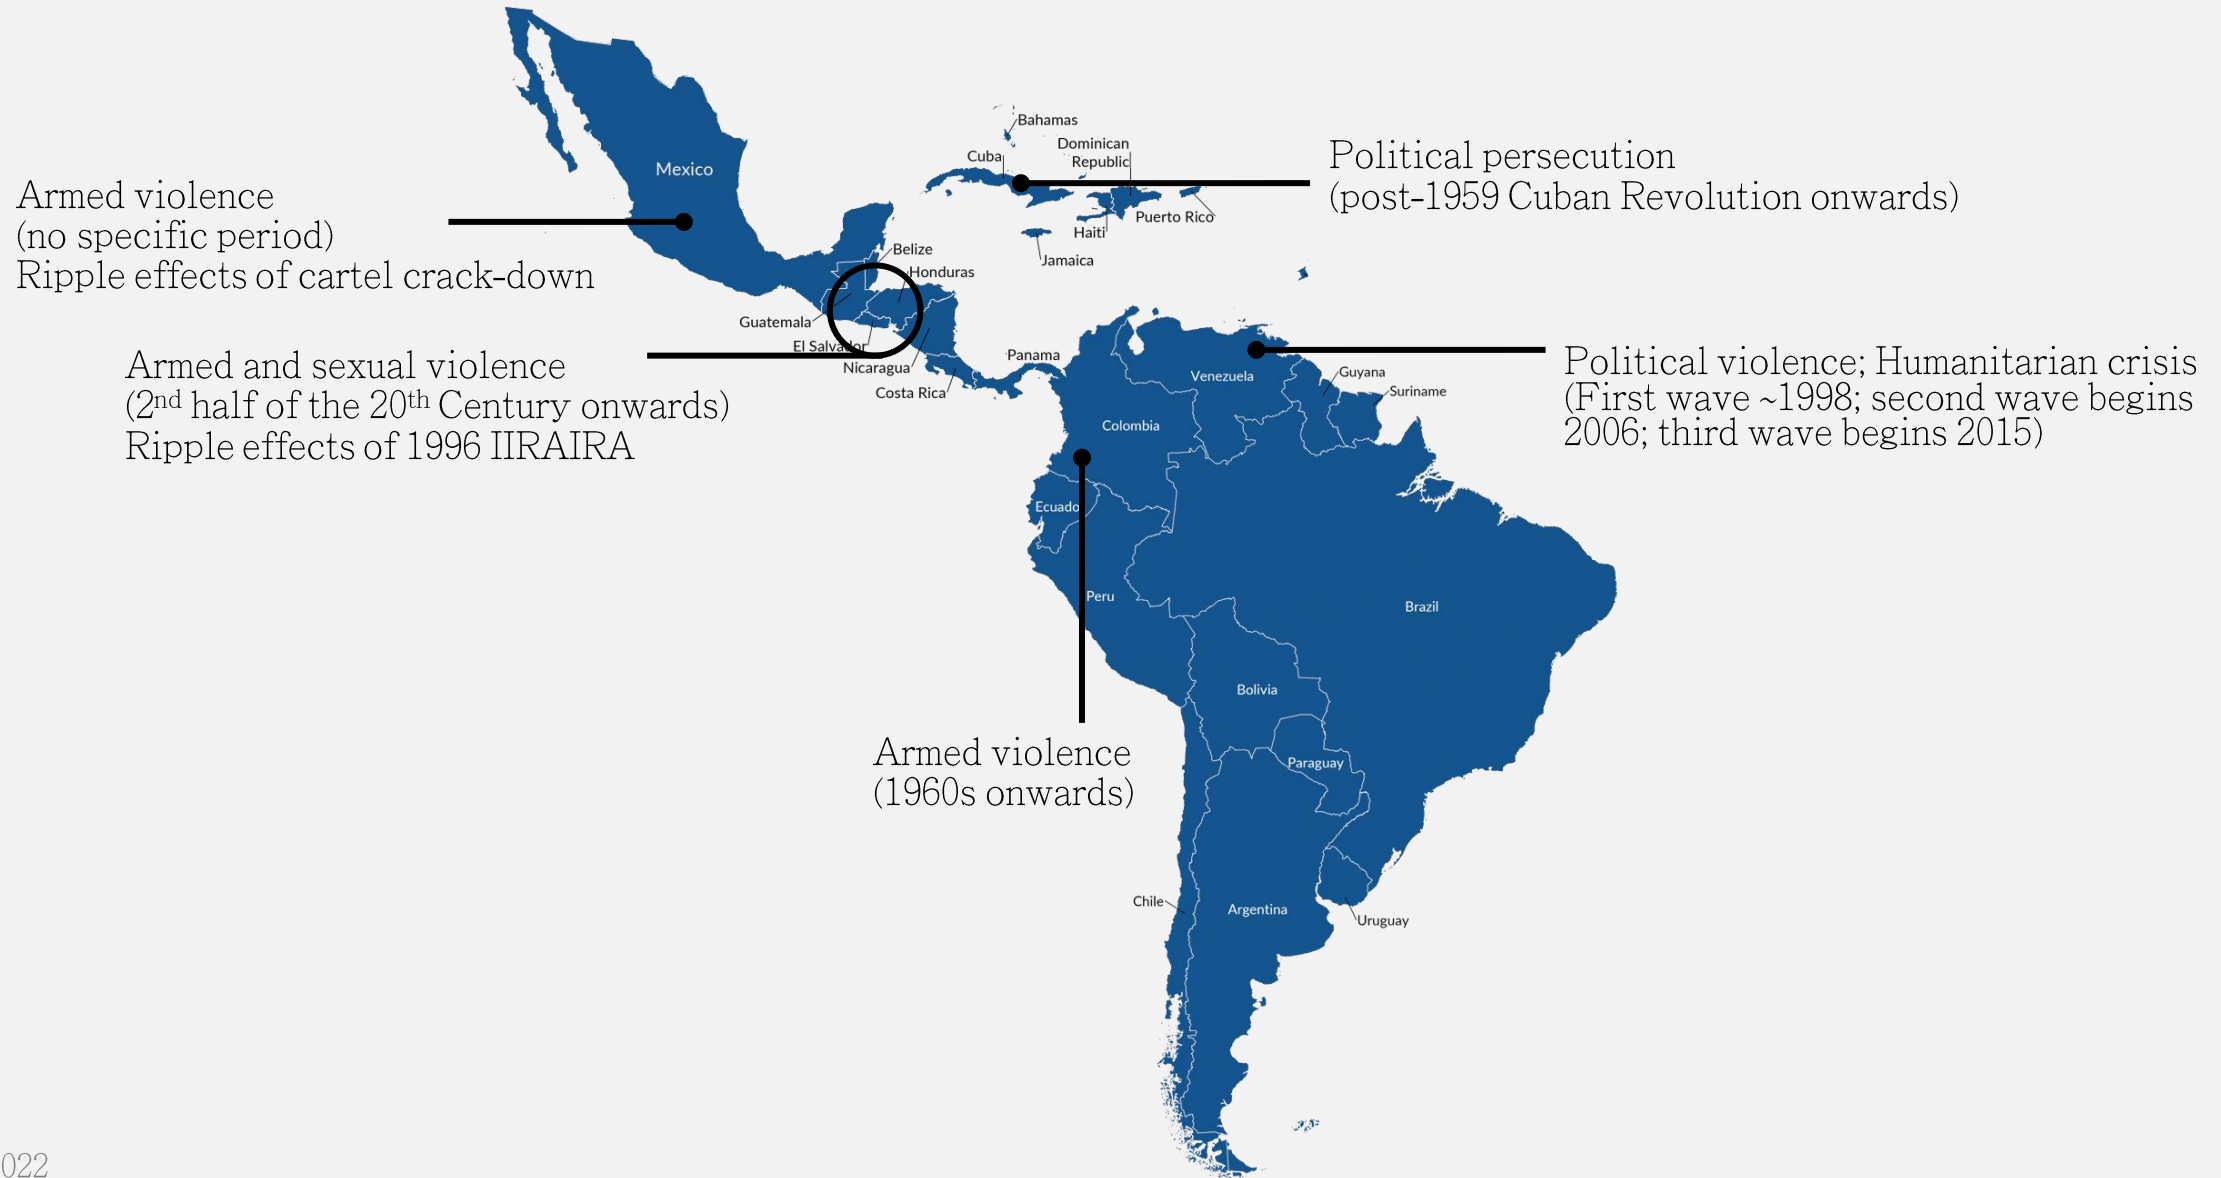 Bahamas
Dominican
Republic
Cuba
Mexico
Political persecution
(post-1959 Cuban Revolution onwards)
Armed violence
(no specific period)
Ripple effects of cartel crack-down
Puerto Rico
Haiti
Jamaica
Belize
Honduras
Guatemala
El Salvador
Nicaragua
Costa Rica
Panama
Armed and sexual violence
(2nd half of the 20th Century onwards)
Ripple effects of 1996 IIRAIRA
Venezuela
Guyana
Suriname
Political violence; Humanitarian crisis
(First wave ~1998; second wave begins
2006; third wave begins 2015)
Colombia
Ecuado
Peru
Brazil
Bolivia
Armed violence
(1960s onwards)
Paraguay
Chile
Argentina
Uruguay
022